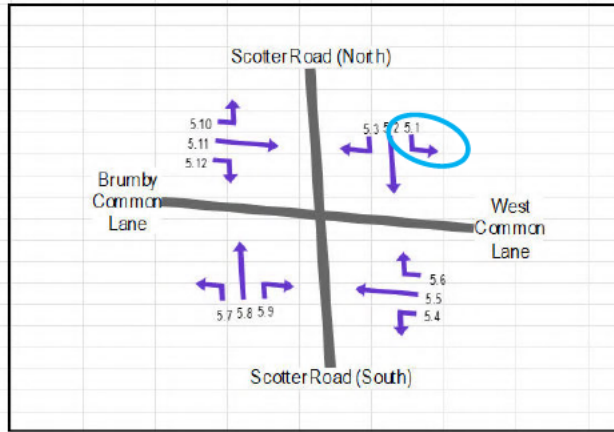 Scotter Road (North)
5.10
5.11
5.12
5.3 5.2 5.1
Brumby
Common
Lane
West
Common
Lane
5.7 5.8 5.9
5.6
5.5
5.4
Scotter Road (South)